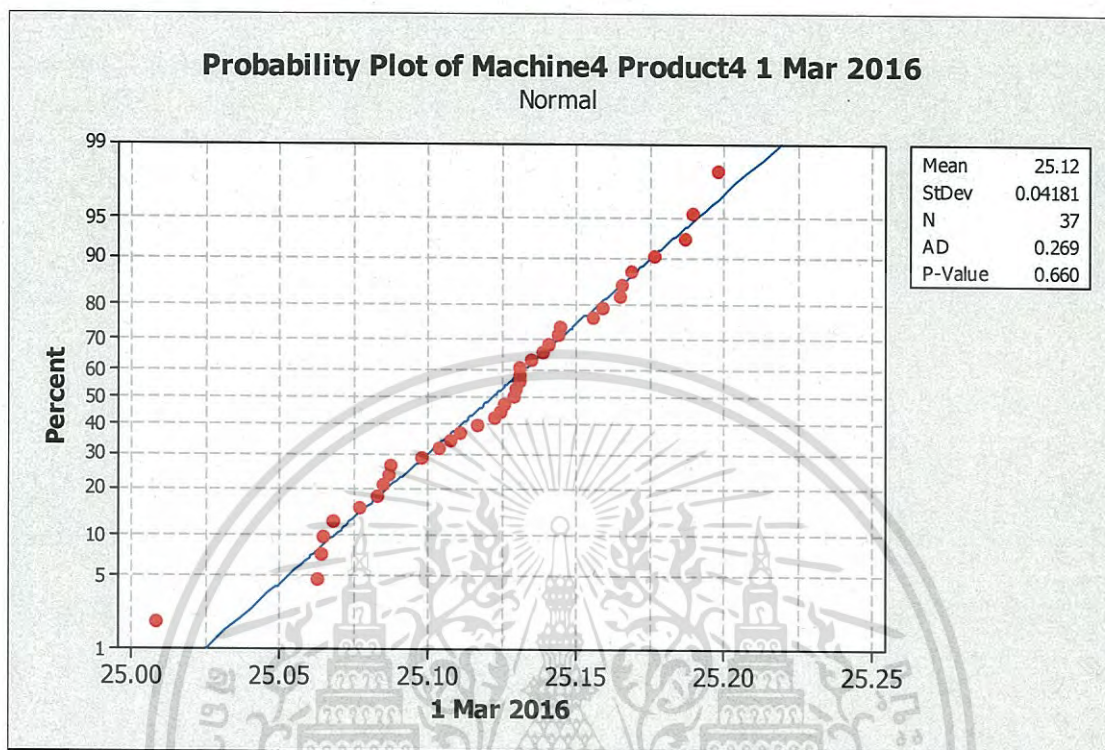 Probability Plot of Machine4 Product4 1 Mar 2016
Normal
99
95
90
80
70
60
50
40
30
20
10
5
1
Percent
25.00 25.05 25.10 25.15 25.20 25.25
1 Mar 2016
Mean 25.12
StDev 0.04181
N 37
AD 0.269
P-Value 0.660